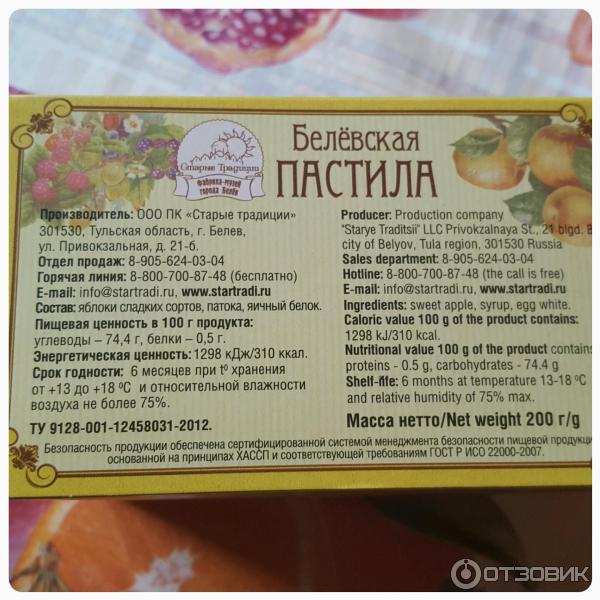 Старые Традиции
Фабрика-музей
города Белёв
Белёвская
ПАСТИЛА
Производитель: ООО ПК «Старые традиции»
301530, Тульская область, г. Белев,
ул. Привокзальная, д. 21-б.
Отдел продаж: 8-905-624-03-04
Горячая линия: 8-800-700-87-48 (бесплатно)
E-mail: info@startradi.ru, www.startradi.ru
Состав: яблоки сладких сортов, патока, яичный белок.
Пищевая ценность в 100 г продукта:
углеводы – 74,4 г, белки – 0,5 г.
Энергетическая ценность: 1298 кДж/310 ккал.
Срок годности: 6 месяцев при t⁰ хранения
от +13 до +18 ⁰С и относительной влажности
воздуха не более 75%.
ТУ 9128-001-12458031-2012.
Producer: Production company
"Starye Traditsii" LLC Privokzalnaya St., 21 bldg. B
city of Belyov, Tula region, 301530 Russia
Sales department: 8-905-624-03-04
Hotline: 8-800-700-87-48 (the call is free)
E-mail: info@startradi.ru, www.startradi.ru
Ingredients: sweet apple, syrup, egg white.
Caloric value 100 g of the product contains:
1298 kJ/310 kcal.
Nutritional value 100 g of the product contains
proteins - 0.5 g, carbohydrates - 74.4 g
Shelf-life: 6 months at temperature 13-18 ⁰C
and relative humidity of 75% max.
Масса нетто/Net weight 200 г/g
Безопасность продукции обеспечена сертифицированной системой менеджмента безопасности пищевой продукции,
основанной на принципах ХАССП и соответствующей требованиям ГОСТ Р ИСО 22000-2007.
ОТЗОВИК